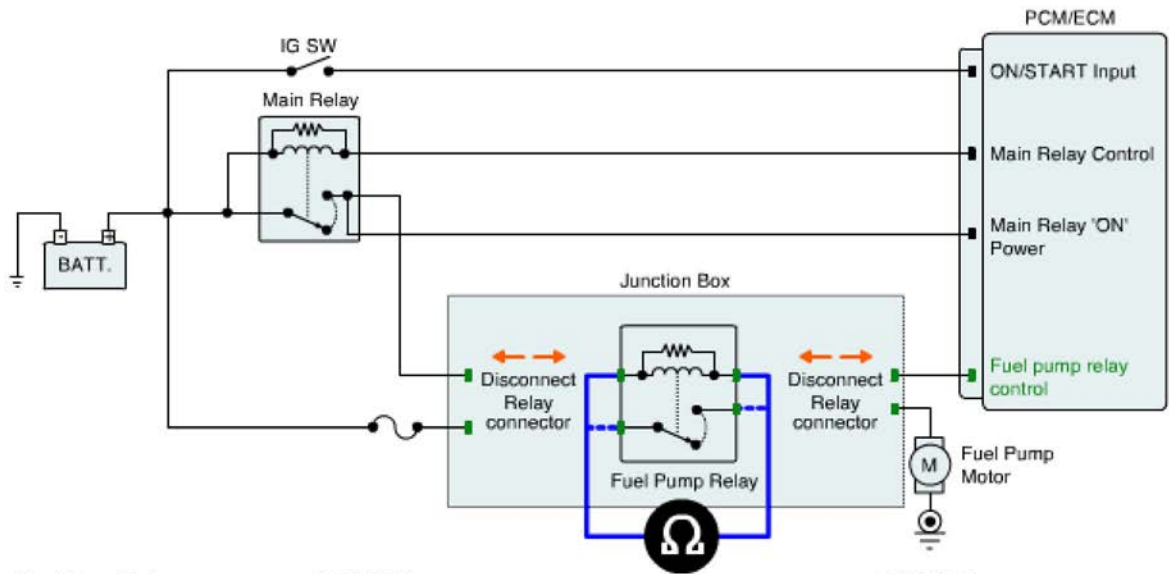 PCM/ECM
IG SW
ON/START Input
Main Relay
Main Relay Control
Main Relay "ON"
Power
- +
BATT.
Junction Box
Disconnect
Relay
connector
Disconnect
Relay
connector
Fuel pump relay
control
Fuel Pump Relay
M
Fuel Pump
Motor
Ω